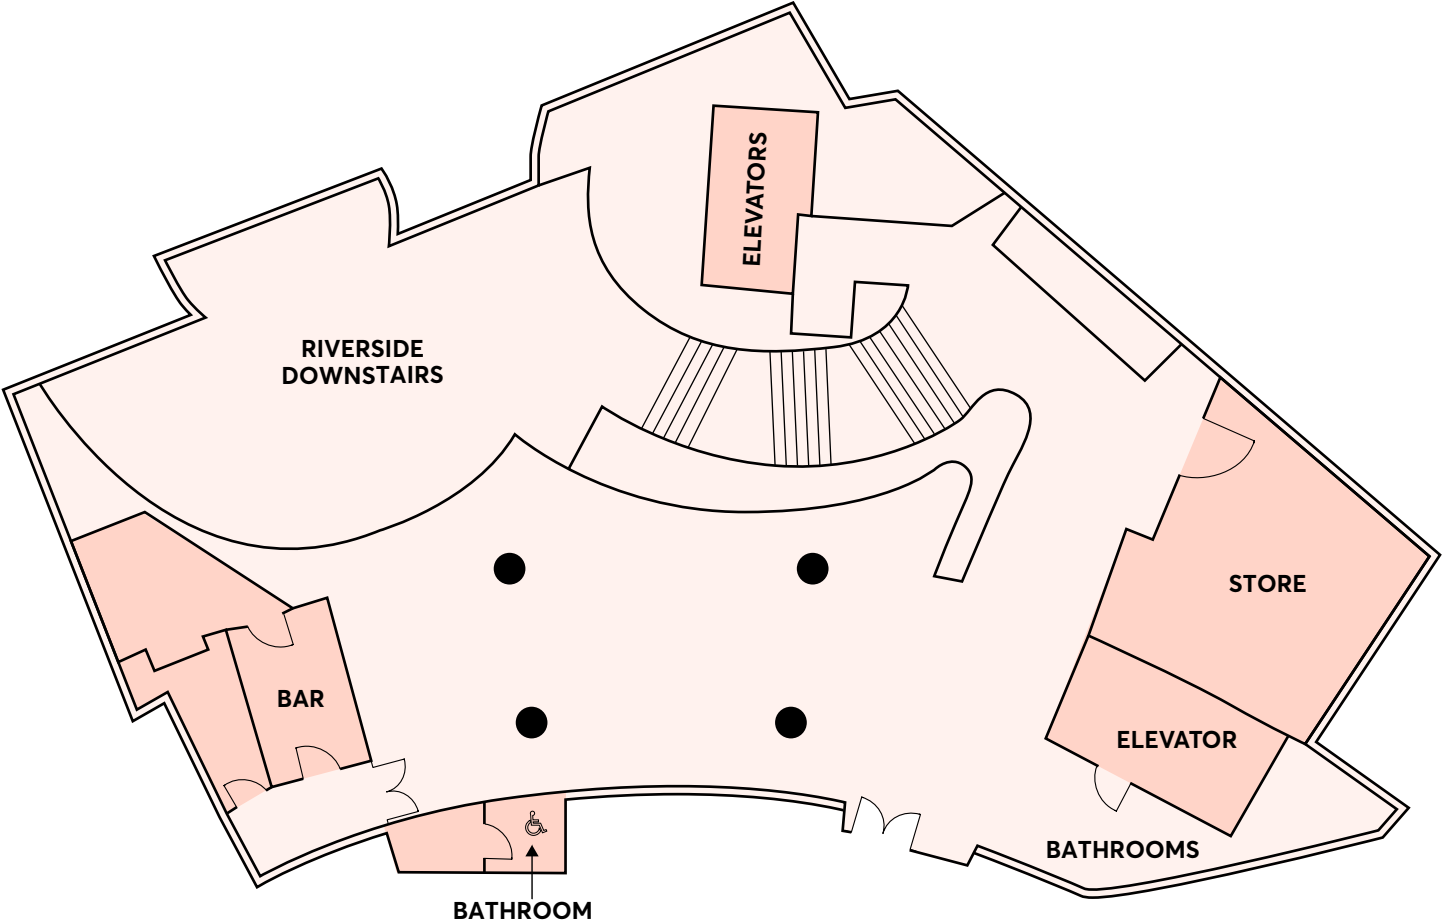 ELEVATORS
RIVERSIDE
DOWNSTAIRS
STORE
BAR
ELEVATOR
BATHROOMS
BATHROOM